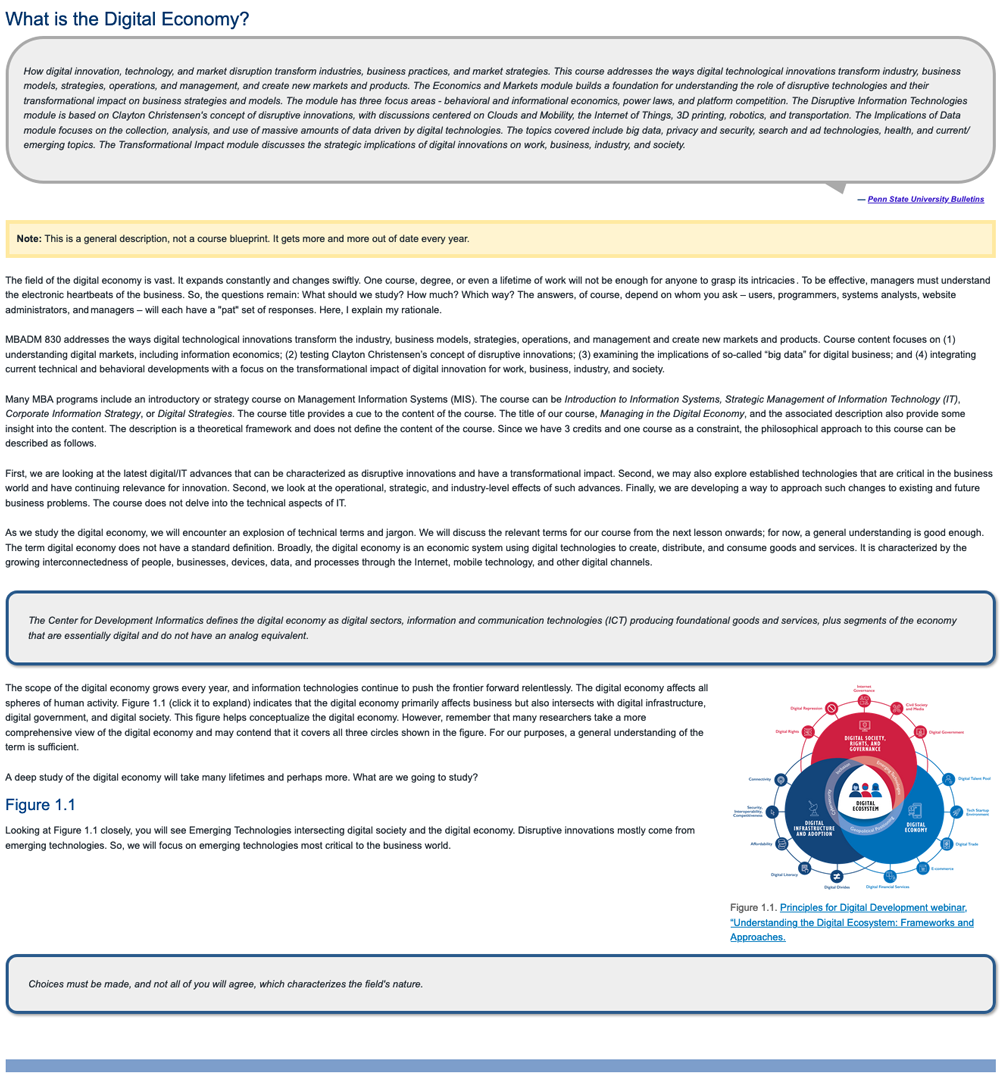 What is the Digital Economy?
How digital innovation, technology, and market disruption transform industries, business practices, and market strategies. This course addresses the ways digital technological innovations transform industry, business
models, strategies, operations, and management, and create new markets and products. The Economics and Markets module builds a foundation for understanding the role of disruptive technologies and their
transformational impact on business strategies and models. The module has three focus areas - behavioral and informational economics, power laws, and platform competition. The Disruptive Information Technologies
module is based on Clayton Christensen's concept of disruptive innovations, with discussions centered on Clouds and Mobility, the Internet of Things, 3D printing, robotics, and transportation. The Implications of Data
module focuses on the collection, analysis, and use of massive amounts of data driven by digital technologies. The topics covered include big data, privacy and security, search and ad technologies, health, and current/
emerging topics. The Transformational Impact module discusses the strategic implications of digital innovations on work, business, industry, and society.
— Penn State University Bulletins
Note: This is a general description, not a course blueprint. It gets more and more out of date every year.
The field of the digital economy is vast. It expands constantly and changes swiftly. One course, degree, or even a lifetime of work will not be enough for anyone to grasp its intricacies. To be effective, managers must understand
the electronic heartbeats of the business. So, the questions remain: What should we study? How much? Which way? The answers, of course, depend on whom you ask – users, programmers, systems analysts, website
administrators, and managers – will each have a "pat" set of responses. Here, I explain my rationale.
MBADM 830 addresses the ways digital technological innovations transform the industry, business models, strategies, operations, and management and create new markets and products. Course content focuses on (1)
understanding digital markets, including information economics; (2) testing Clayton Christensen's concept of disruptive innovations; (3) examining the implications of so-called “big data” for digital business; and (4) integrating
current technical and behavioral developments with a focus on the transformational impact of digital innovation for work, business, industry, and society.
Many MBA programs include an introductory or strategy course on Management Information Systems (MIS). The course can be Introduction to Information Systems, Strategic Management of Information Technology (IT),
Corporate Information Strategy, or Digital Strategies. The course title provides a cue to the content of the course. The title of our course, Managing in the Digital Economy, and the associated description also provide some
insight into the content. The description is a theoretical framework and does not define the content of the course. Since we have 3 credits and one course as a constraint, the philosophical approach to this course can be
described as follows.
First, we are looking at the latest digital/IT advances that can be characterized as disruptive innovations and have a transformational impact. Second, we may also explore established technologies that are critical in the business
world and have continuing relevance for innovation. Second, we look at the operational, strategic, and industry-level effects of such advances. Finally, we are developing a way to approach such changes to existing and future
business problems. The course does not delve into the technical aspects of IT.
As we study the digital economy, we will encounter an explosion of technical terms and jargon. We will discuss the relevant terms for our course from the next lesson onwards; for now, a general understanding is good enough.
The term digital economy does not have a standard definition. Broadly, the digital economy is an economic system using digital technologies to create, distribute, and consume goods and services. It is characterized by the
growing interconnectedness of people, businesses, devices, data, and processes through the Internet, mobile technology, and other digital channels.
The Center for Development Informatics defines the digital economy as digital sectors, information and communication technologies (ICT) producing foundational goods and services, plus segments of the economy
that are essentially digital and do not have an analog equivalent.
The scope of the digital economy grows every year, and information technologies continue to push the frontier forward relentlessly. The digital economy affects all
spheres of human activity. Figure 1.1 (click it to expland) indicates that the digital economy primarily affects business but also intersects with digital infrastructure,
digital government, and digital society. This figure helps conceptualize the digital economy. However, remember that many researchers take a more
comprehensive view of the digital economy and may contend that it covers all three circles shown in the figure. For our purposes, a general understanding of the
term is sufficient.
A deep study of the digital economy will take many lifetimes and perhaps more. What are we going to study?
Figure 1.1
Looking at Figure 1.1 closely, you will see Emerging Technologies intersecting digital society and the digital economy. Disruptive innovations mostly come from
emerging technologies. So, we will focus on emerging technologies most critical to the business world.
Internet
Governance
Digital Repression
Civil Society
and Media
Digital Rights
Digital Government
DIGITAL SOCIETY,
RIGHTS, AND
GOVERNANCE
Inclusion
Emerging Technologies
Connectivity
Digital Talent Pool
DIGITAL
ECOSYSTEM
Security,
Interoperability,
Competitiveness
Tech Startup
Environment
Cybersecurity
DIGITAL
INFRASTRUCTURE
AND ADOPTION
DIGITAL
ECONOMY
Geopolitical Positioning
Affordability
Digital Trade
Digital Literacy
E-commerce
Digital Divides
Digital Financial Services
Figure 1.1. Principles for Digital Development webinar,
“Understanding the Digital Ecosystem: Frameworks and
Approaches.
Choices must be made, and not all of you will agree, which characterizes the field's nature.